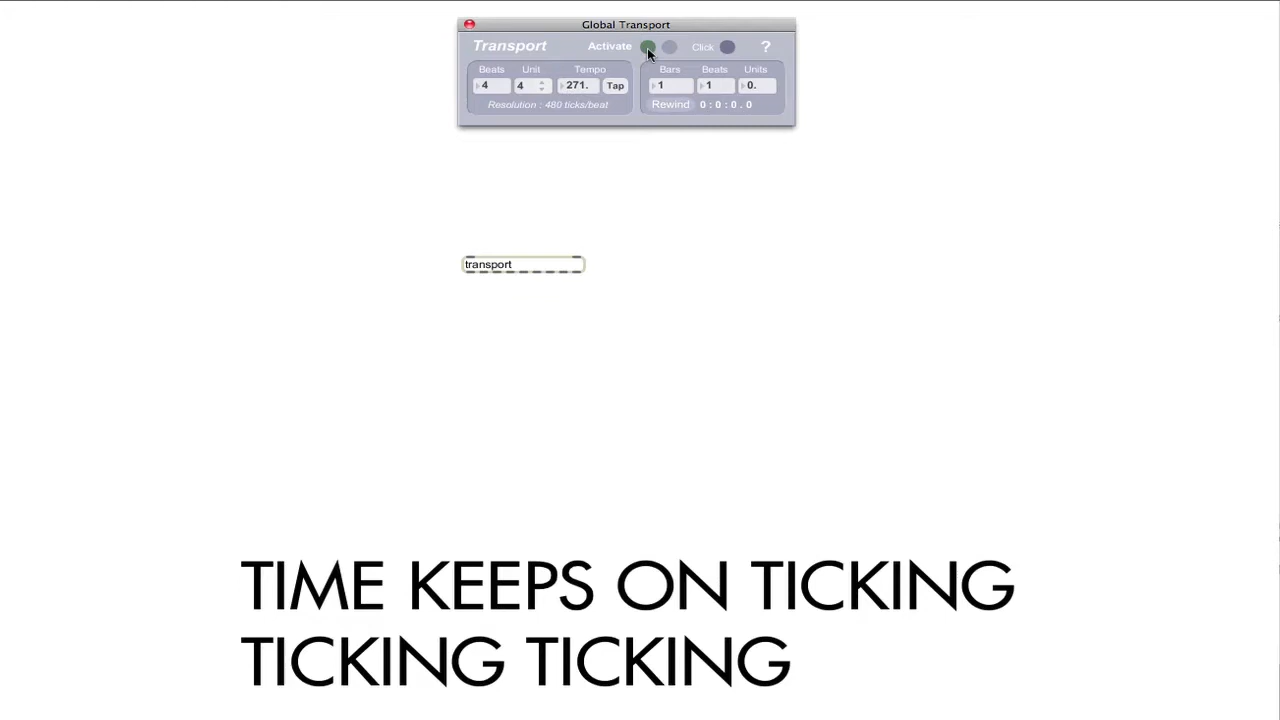 Global Transport
Transport Activate Click ?
Beats Unit Tempo Bars Beats Units
4 4 271. Tap 1 1 0.
Resolution : 480 ticks/beat Rewind 0 : 0 : 0 . 0
transport
TIME KEEPS ON TICKING
TICKING TICKING